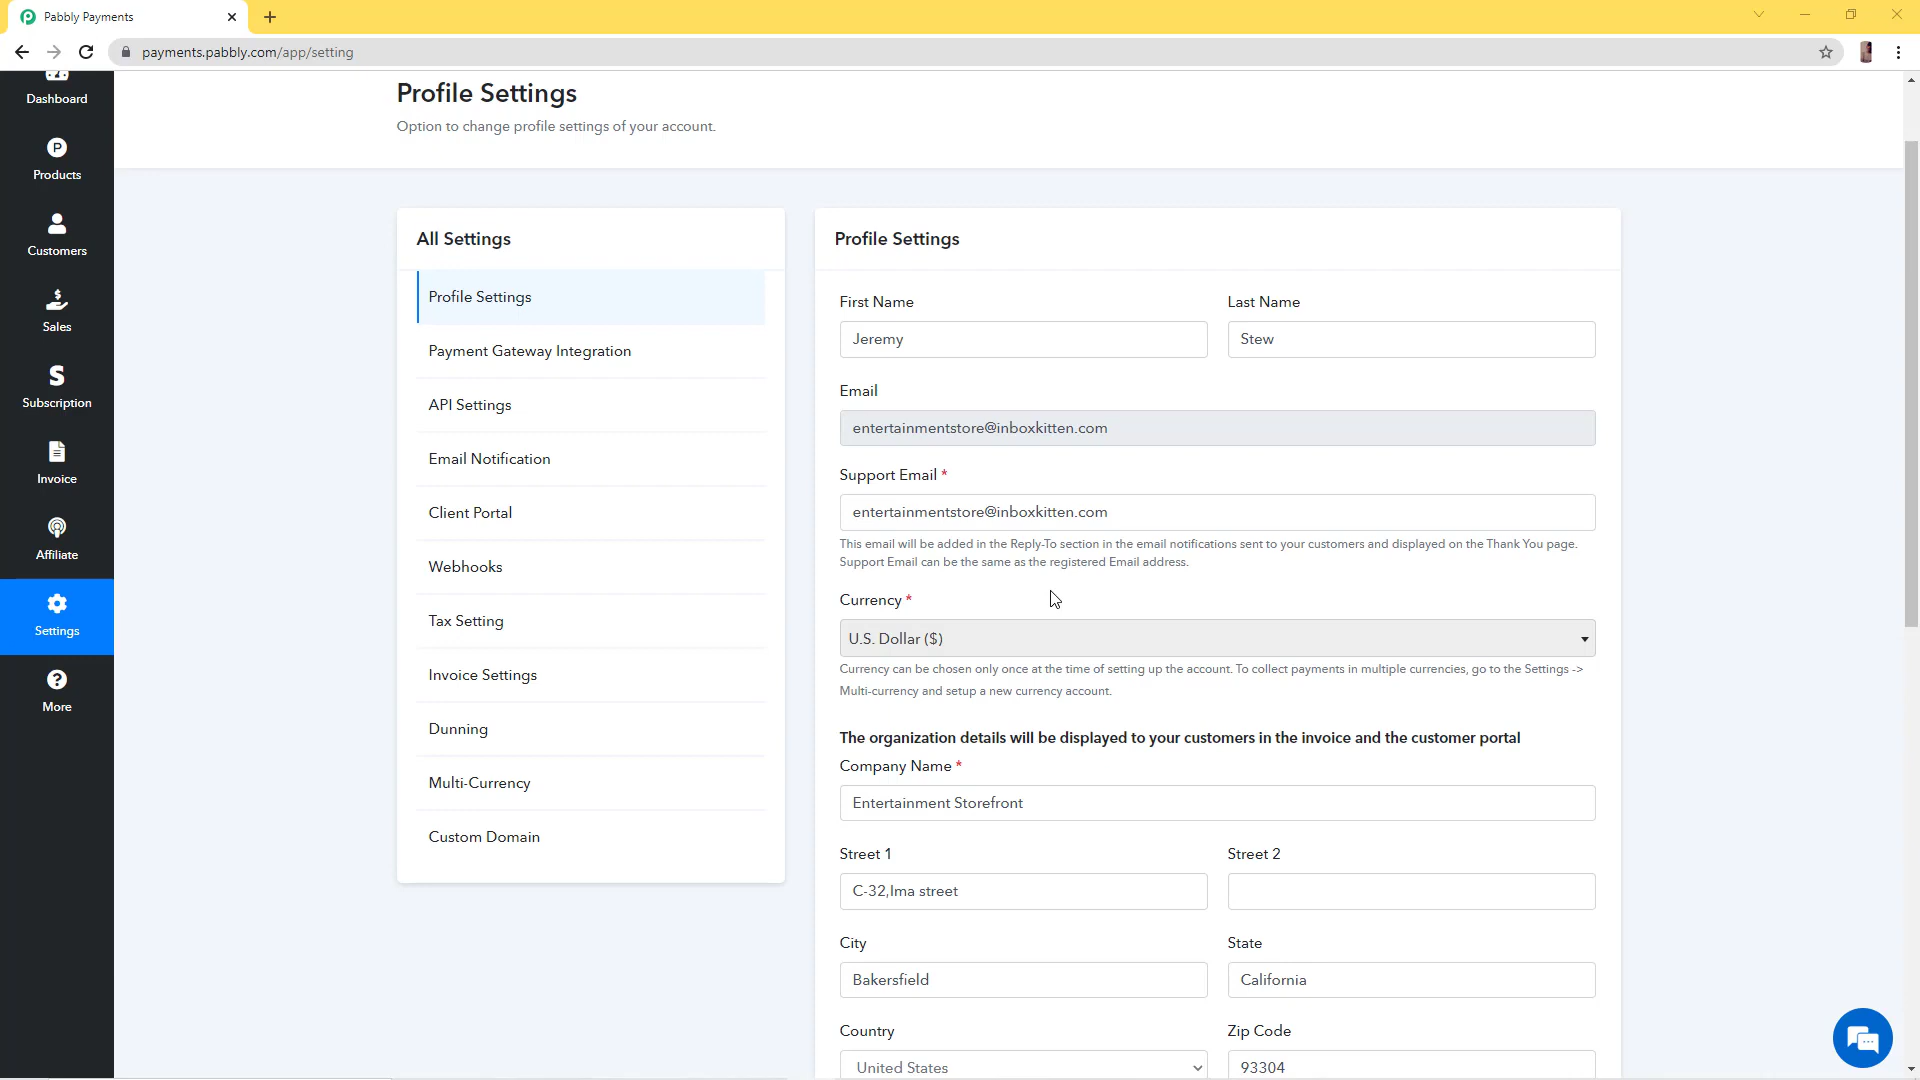 Pabbly Payments
payments.pabbly.com/app/setting
Dashboard
Products
Customers
Sales
Subscription
Invoice
Affiliate
Settings
More
Profile Settings
Option to change profile settings of your account.
All Settings
Profile Settings
Payment Gateway Integration
API Settings
Email Notification
Client Portal
Webhooks
Tax Setting
Invoice Settings
Dunning
Multi-Currency
Custom Domain
Profile Settings
First Name
Last Name
Jeremy
Stew
Email
entertainmentstore@inboxkitten.com
Support Email *
entertainmentstore@inboxkitten.com
This email will be added in the Reply-To section in the email notifications sent to your customers and displayed on the Thank You page.
Support Email can be the same as the registered Email address.
Currency *
U.S. Dollar ($)
Currency can be chosen only once at the time of setting up the account. To collect payments in multiple currencies, go to the Settings ->
Multi-currency and setup a new currency account.
The organization details will be displayed to your customers in the invoice and the customer portal
Company Name *
Entertainment Storefront
Street 1
Street 2
C-32,lma street
City
State
Bakersfield
California
Country
Zip Code
United States
93304